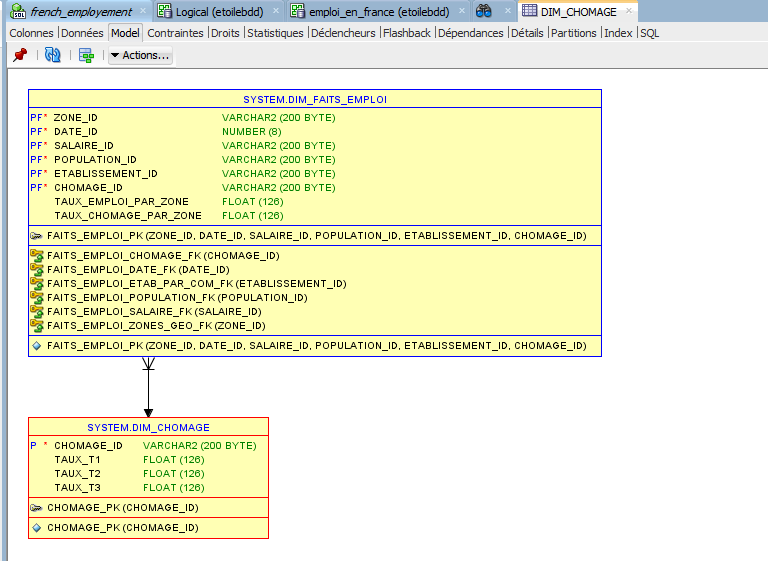 french_employement Logical (etoilebdd) emploi_en_france (etoilebdd) DIM_CHOMAGE
Colonnes Données Model Contraintes Droits Statistiques Déclencheurs Flashback Dépendances Détails Partitions Index SQL
Actions...
SYSTEM.DIM_FAITS_EMPLOI
PF* ZONE_ID VARCHAR2 (200 BYTE)
PF* DATE_ID NUMBER (8)
PF* SALAIRE_ID VARCHAR2 (200 BYTE)
PF* POPULATION_ID VARCHAR2 (200 BYTE)
PF* ETABLISSEMENT_ID VARCHAR2 (200 BYTE)
PF* CHOMAGE_ID VARCHAR2 (200 BYTE)
TAUX_EMPLOI_PAR_ZONE FLOAT (126)
TAUX_CHOMAGE_PAR_ZONE FLOAT (126)
FAITS_EMPLOI_PK (ZONE_ID, DATE_ID, SALAIRE_ID, POPULATION_ID, ETABLISSEMENT_ID, CHOMAGE_ID)
FAITS_EMPLOI_CHOMAGE_FK (CHOMAGE_ID)
FAITS_EMPLOI_DATE_FK (DATE_ID)
FAITS_EMPLOI_ETAB_PAR_COM_FK (ETABLISSEMENT_ID)
FAITS_EMPLOI_POPULATION_FK (POPULATION_ID)
FAITS_EMPLOI_SALAIRE_FK (SALAIRE_ID)
FAITS_EMPLOI_ZONES_GEO_FK (ZONE_ID)
FAITS_EMPLOI_PK (ZONE_ID, DATE_ID, SALAIRE_ID, POPULATION_ID, ETABLISSEMENT_ID, CHOMAGE_ID)
SYSTEM.DIM_CHOMAGE
P * CHOMAGE_ID VARCHAR2 (200 BYTE)
TAUX_T1 FLOAT (126)
TAUX_T2 FLOAT (126)
TAUX_T3 FLOAT (126)
CHOMAGE_PK (CHOMAGE_ID)
CHOMAGE_PK (CHOMAGE_ID)